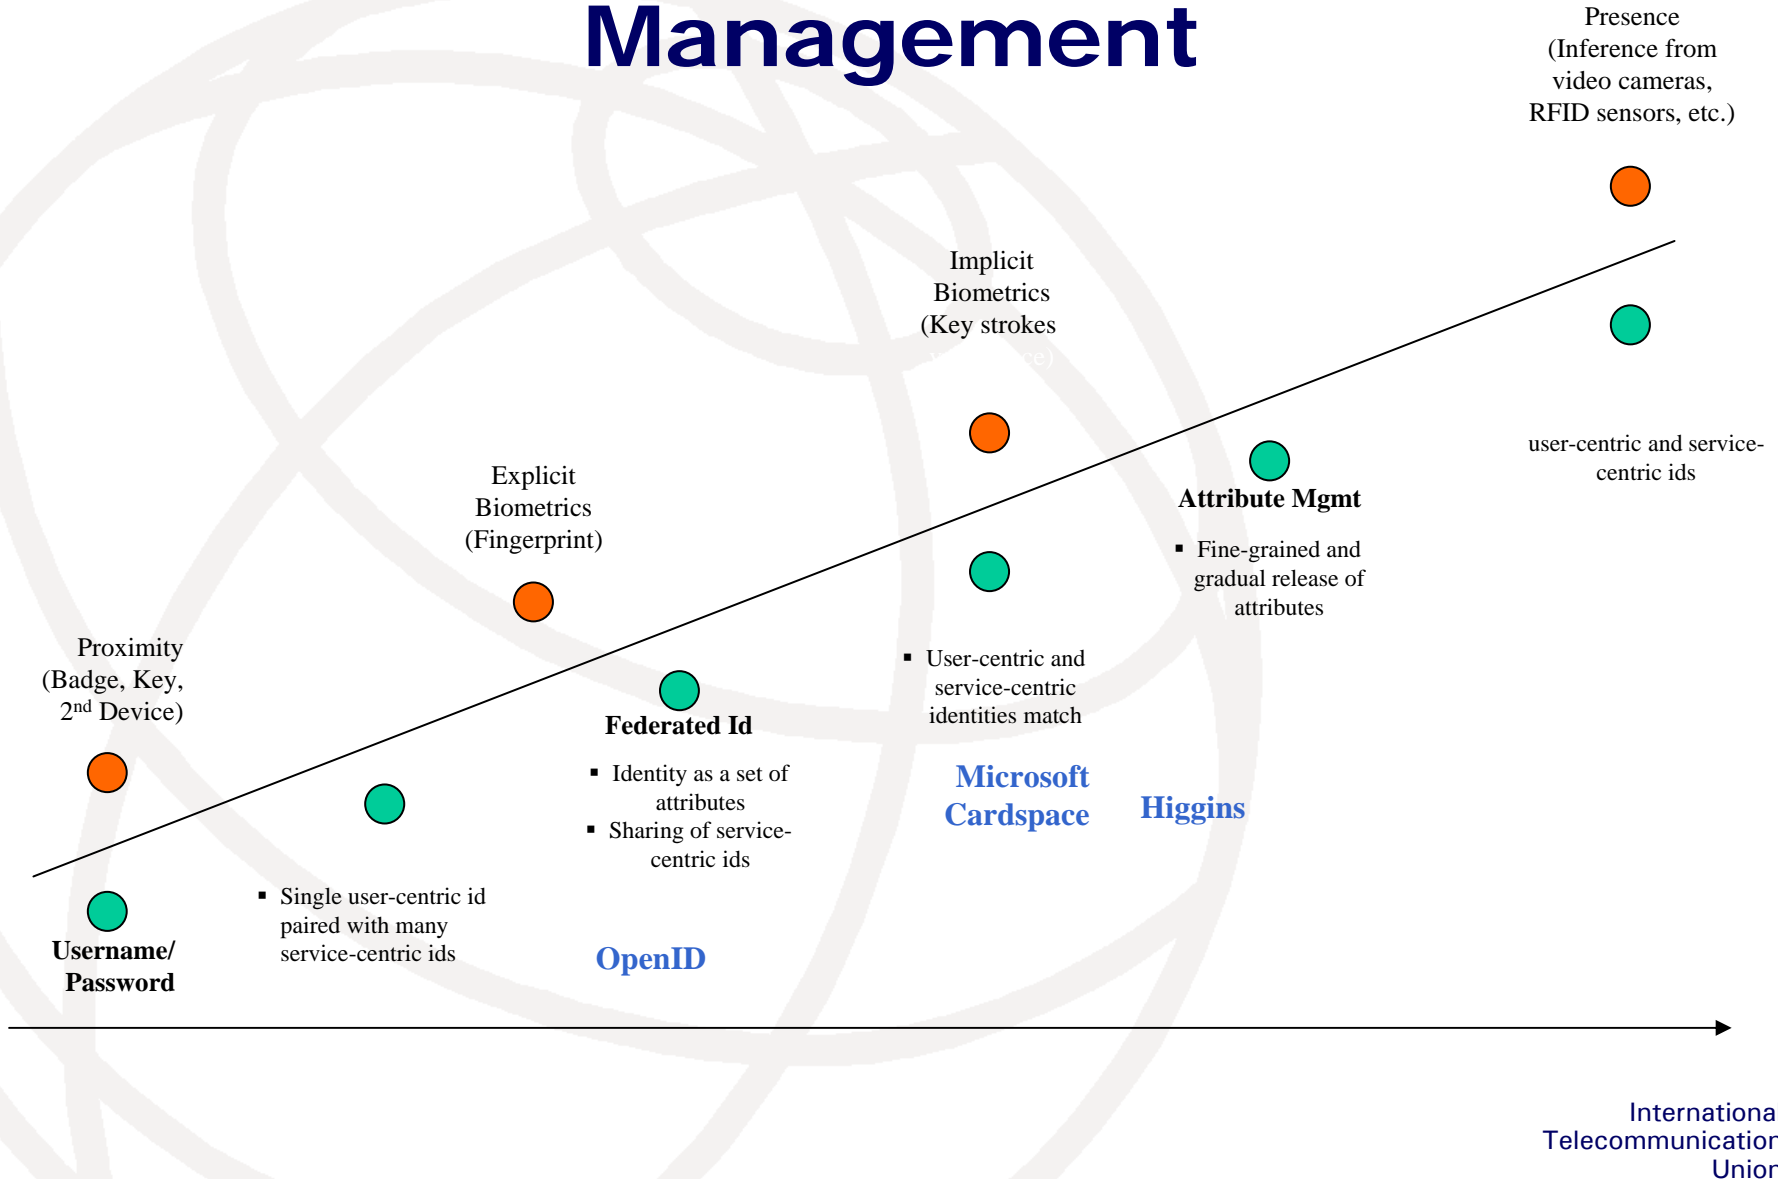 Management
Presence
(Inference from
video cameras,
RFID sensors, etc.)
Implicit
Biometrics
(Key strokes
Explicit
Biometrics
(Fingerprint)
Proximity
(Badge, Key,
2nd Device)
user-centric and service-
centric ids
Attribute Mgmt
▪ Fine-grained and
gradual release of
attributes
▪ User-centric and
service-centric
identities match
Federated Id
▪ Identity as a set of
attributes
▪ Sharing of service-
centric ids
Microsoft
Cardspace
Higgins
▪ Single user-centric id
paired with many
service-centric ids
OpenID
Username/
Password
Internationa
Telecommunication
Union